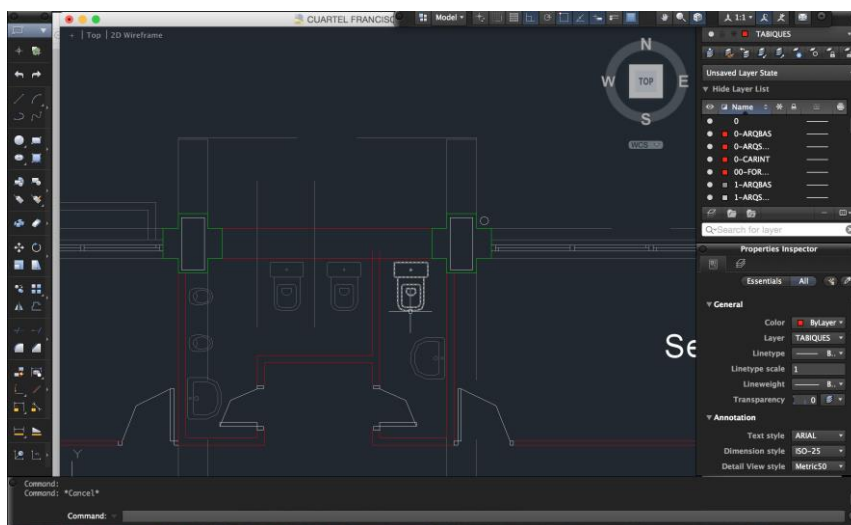 CUARTEL FRANCISC
Model
1:1
+ | Top | 2D Wireframe
N
W
TOP
E
S
WCS
Se
Y
TABIQUES
Unsaved Layer State
Hide Layer List
Name
0
0-ARQBAS
0-ARQS...
0-CARINT
00-FOR...
1-ARQBAS
1-ARQS...
Search for layer
Properties Inspector
Essentials
All
General
Color ByLayer
Layer TABIQUES
Linetype B..
Linetype scale 1
Lineweight B..
Transparency 0
Annotation
Text style ARIAL
Dimension style ISO-25
Detail View style Metric50
Command:
Command: *Cancel*
Command: